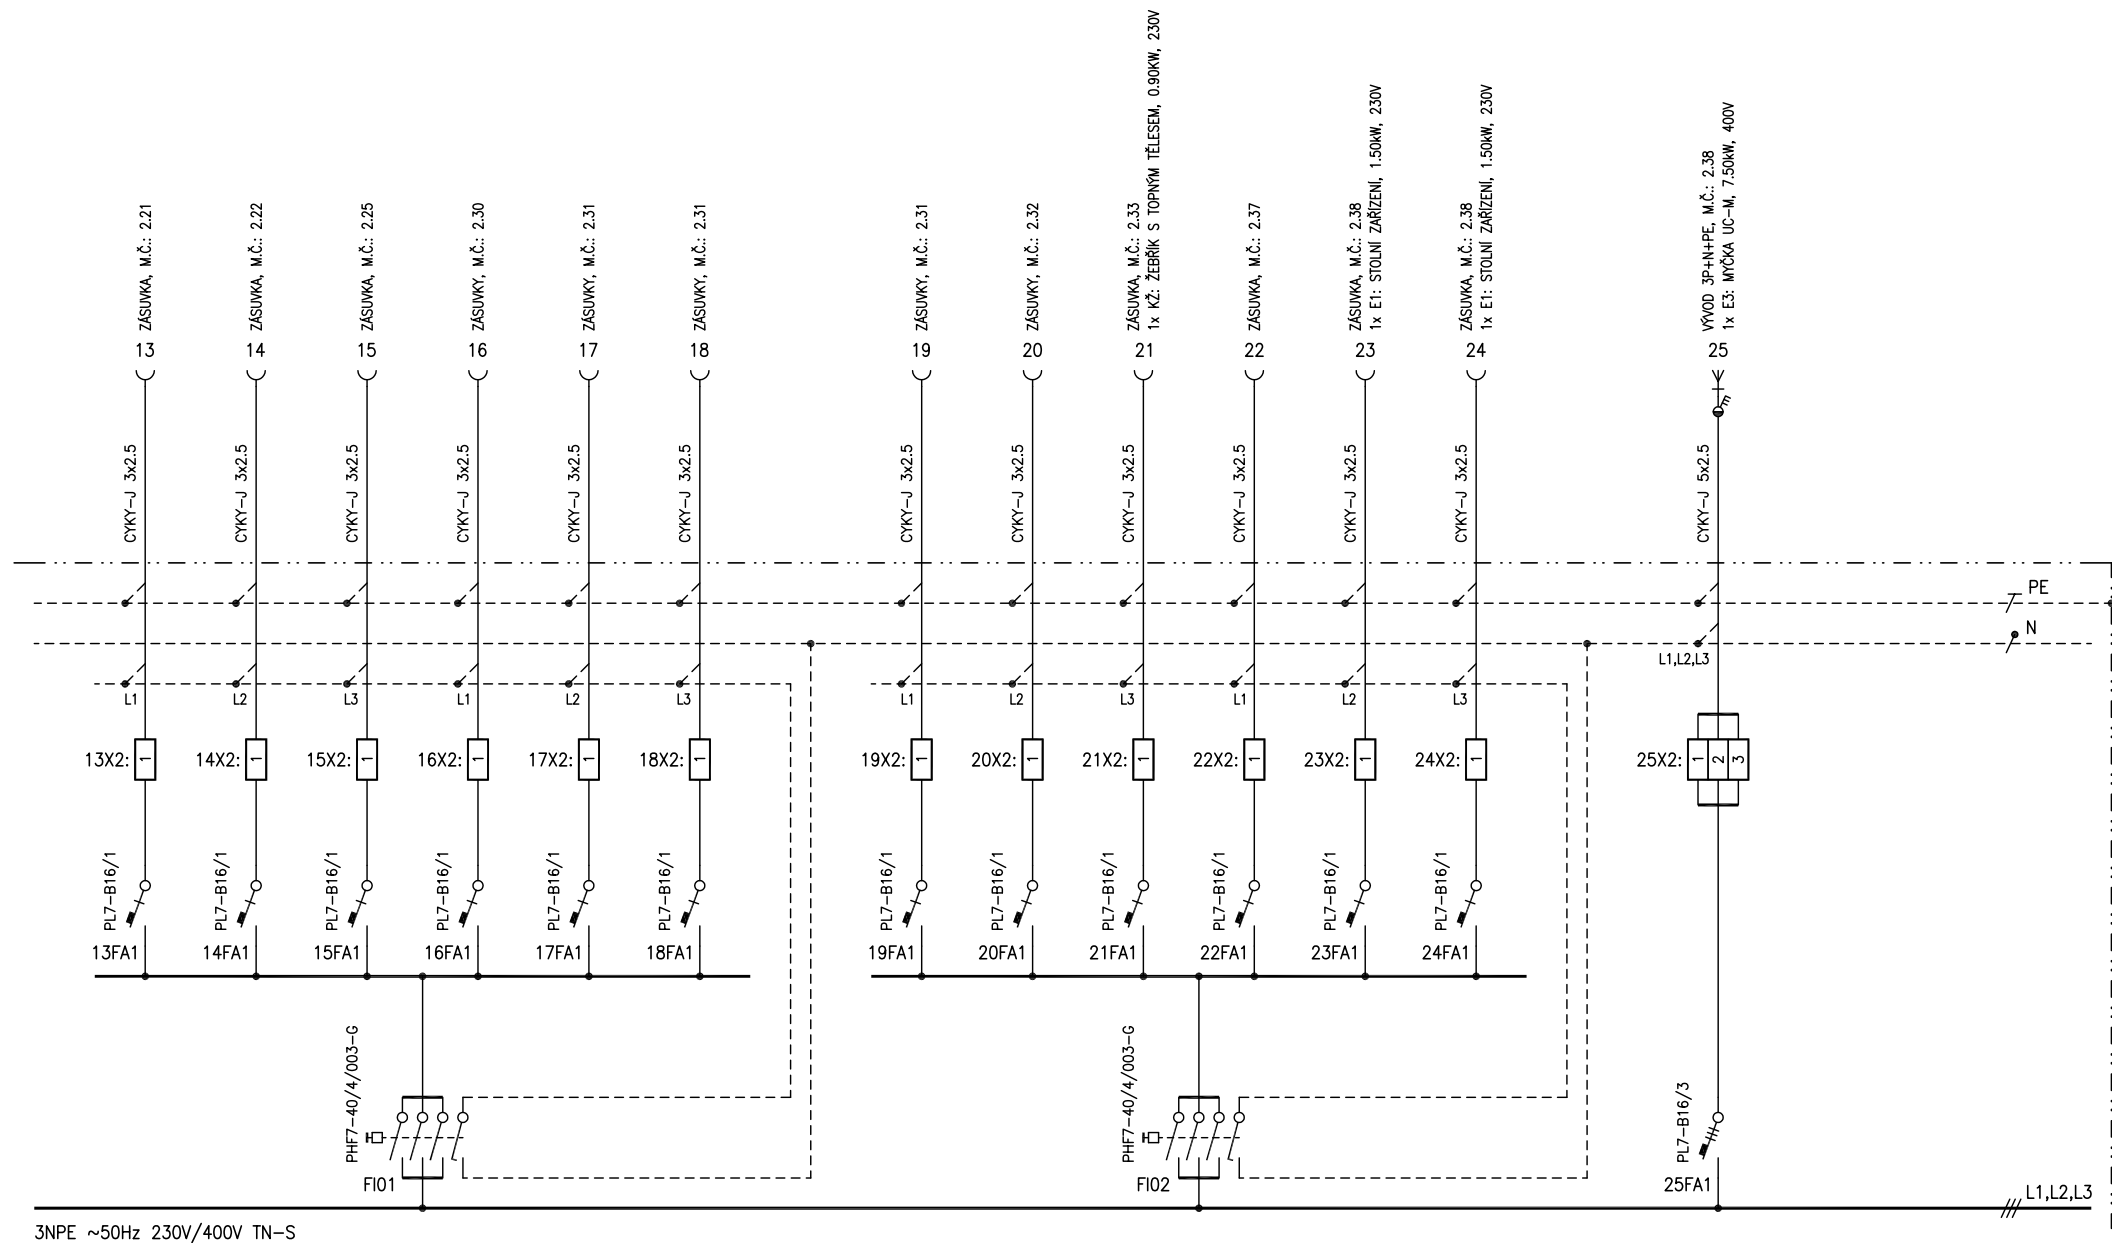 ZÁSUVKA, M.Č.: 2.21
ZÁSUVKA, M.Č.: 2.22
ZÁSUVKA, M.Č.: 2.25
ZÁSUVKY, M.Č.: 2.30
ZÁSUVKY, M.Č.: 2.31
ZÁSUVKY, M.Č.: 2.31
ZÁSUVKY, M.Č.: 2.31
ZÁSUVKY, M.Č.: 2.32
ZÁSUVKA, M.Č.: 2.33
1x KŽ: ŽEBŘÍK S TOPNÝM TĚLESEM, 0.90KW, 230V
ZÁSUVKA, M.Č.: 2.37
ZÁSUVKA, M.Č.: 2.38
1x E1: STOLNÍ ZAŘÍZENÍ, 1.50kW, 230V
ZÁSUVKA, M.Č.: 2.38
1x E1: STOLNÍ ZAŘÍZENÍ, 1.50kW, 230V
VÝVOD 3P+N+PE, M.Č.: 2.38
1x E3: MYČKA UC-M, 7.50kW, 400V
13
14
15
16
17
18
19
20
21
22
23
24
25
CYKY-J 3x2.5
CYKY-J 3x2.5
CYKY-J 3x2.5
CYKY-J 3x2.5
CYKY-J 3x2.5
CYKY-J 3x2.5
CYKY-J 3x2.5
CYKY-J 3x2.5
CYKY-J 3x2.5
CYKY-J 3x2.5
CYKY-J 3x2.5
CYKY-J 3x2.5
CYKY-J 5x2.5
PE
N
L1,L2,L3
L1
L2
L3
L1
L2
L3
L1
L2
L3
L1
L2
L3
13X2: 1
14X2: 1
15X2: 1
16X2: 1
17X2: 1
18X2: 1
19X2: 1
20X2: 1
21X2: 1
22X2: 1
23X2: 1
24X2: 1
25X2: 1 2 3
PL7-B16/1
PL7-B16/1
PL7-B16/1
PL7-B16/1
PL7-B16/1
PL7-B16/1
PL7-B16/1
PL7-B16/1
PL7-B16/1
PL7-B16/1
PL7-B16/1
PL7-B16/1
13FA1
14FA1
15FA1
16FA1
17FA1
18FA1
19FA1
20FA1
21FA1
22FA1
23FA1
24FA1
PHF7-40/4/003-G
PHF7-40/4/003-G
PL7-B16/3
FI01
FI02
25FA1
L1,L2,L3
3NPE ~50Hz 230V/400V TN-S